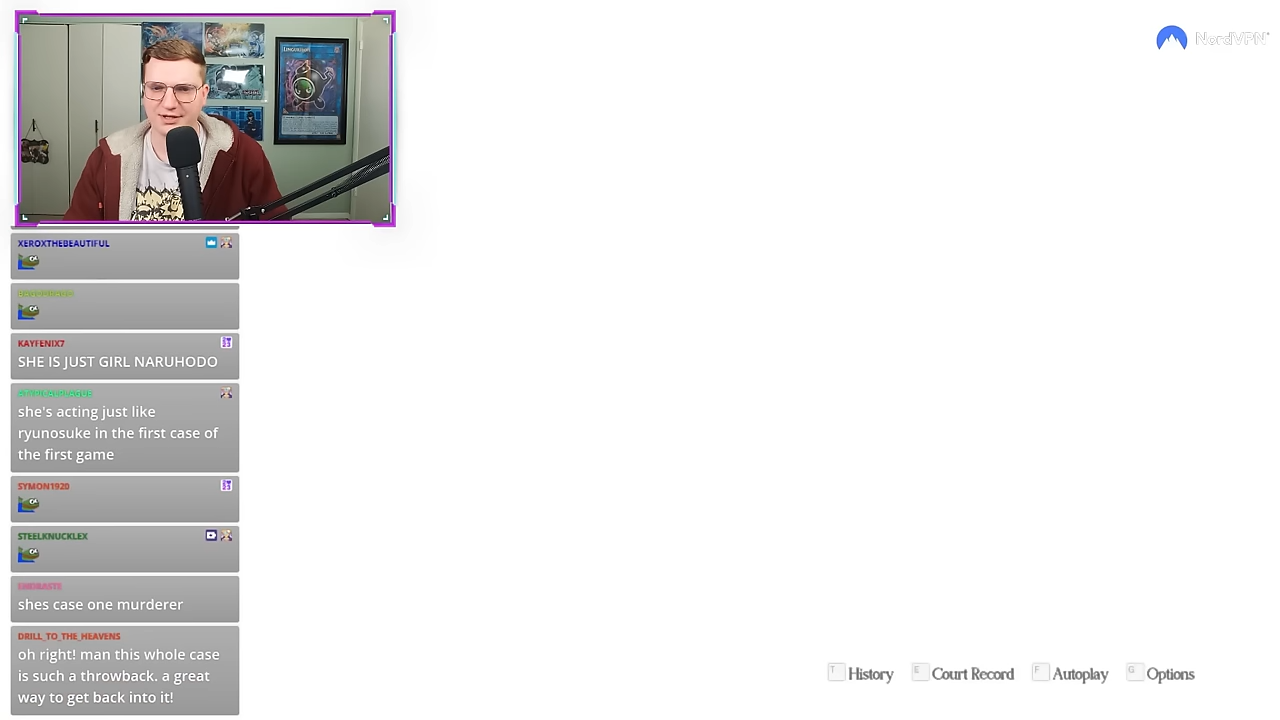 NordVPN
LINGURIBOH
XEROXTHEBEAUTIFUL
KAYFENIX7
SHE IS JUST GIRL NARUHODO
she's acting just like
ryunosuke in the first case of
the first game
SYMON1920
STEELKNUCKLEX
shes case one murderer
DRILL_TO_THE_HEAVENS
oh right! man this whole case
is such a throwback. a great
way to get back into it!
T History
E Court Record
F Autoplay
G Options